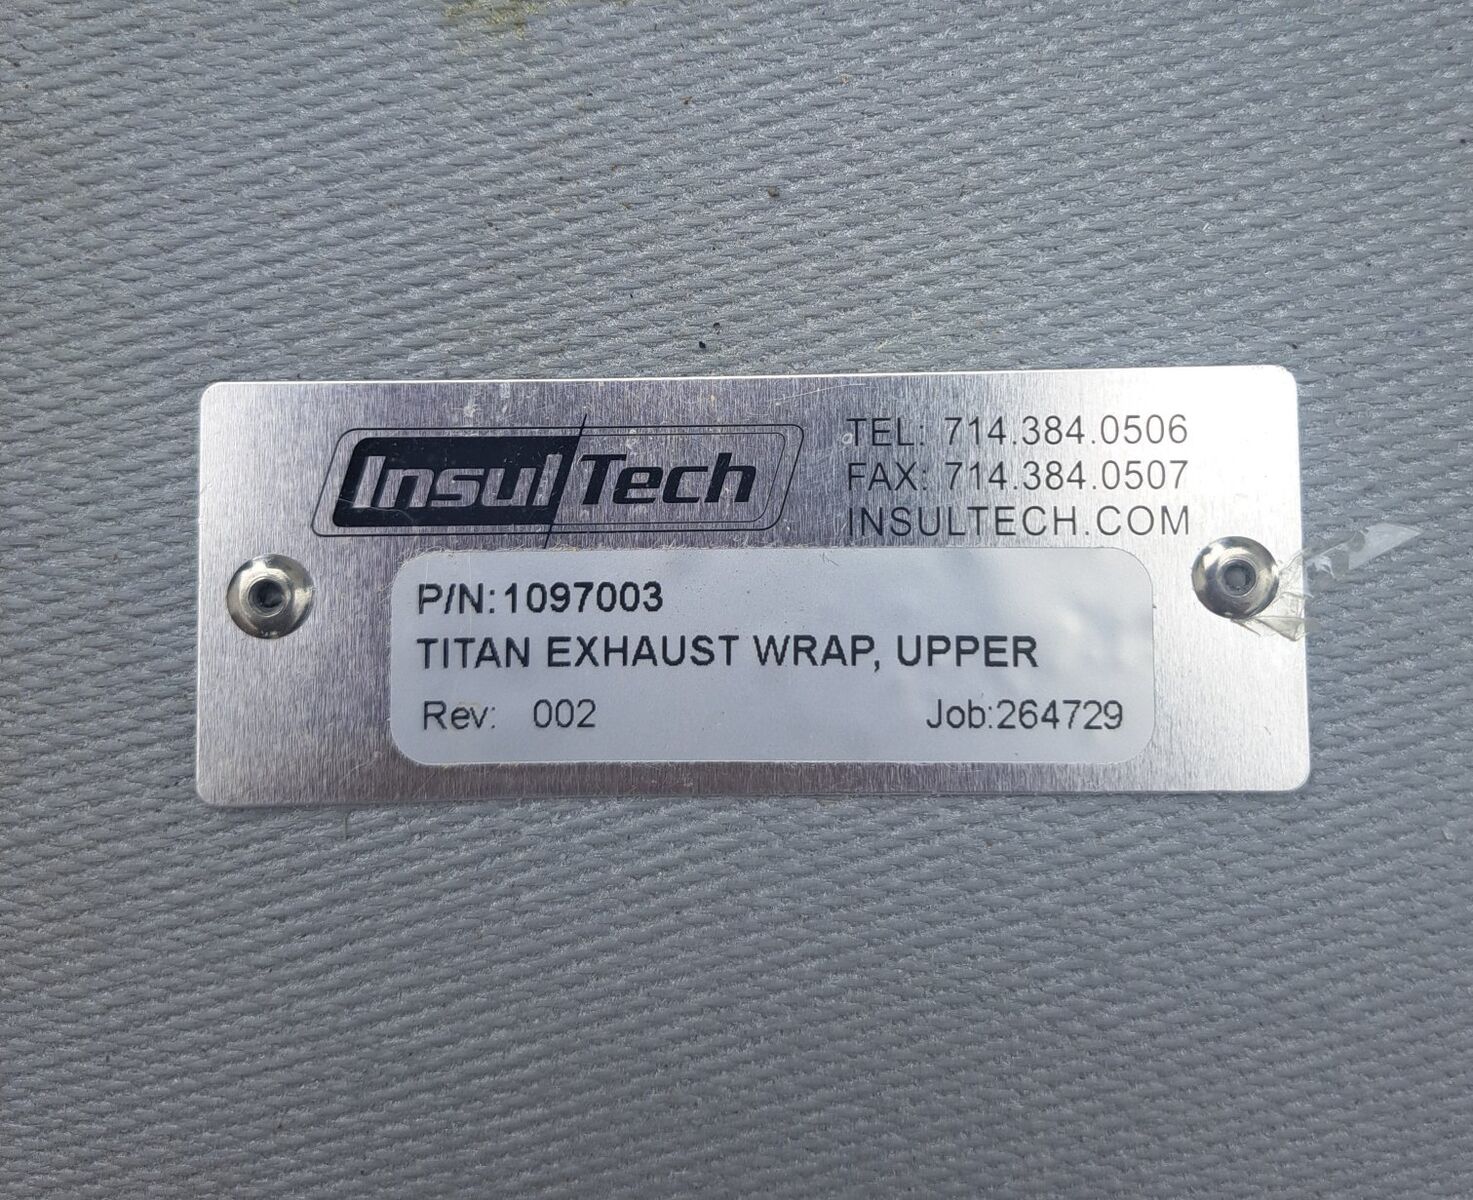 InsulTech
TEL: 714.384.0506
FAX: 714.384.0507
INSULTECH.COM
P/N:1097003
TITAN EXHAUST WRAP, UPPER
Rev: 002 Job:264729